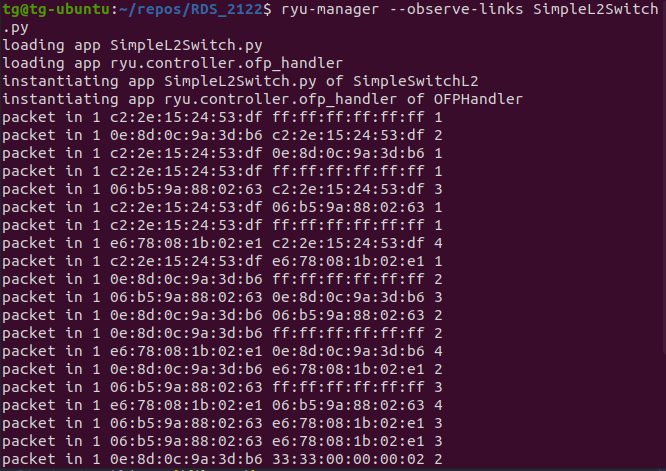 tg@tg-ubuntu:~/repos/RDS_2122$ ryu-manager --observe-links SimpleL2Switch
.py
loading app SimpleL2Switch.py
loading app ryu.controller.ofp_handler
instantiating app SimpleL2Switch.py of SimpleSwitchL2
instantiating app ryu.controller.ofp_handler of OFPHandler
packet in 1 c2:2e:15:24:53:df ff:ff:ff:ff:ff:ff 1
packet in 1 0e:8d:0c:9a:3d:b6 c2:2e:15:24:53:df 2
packet in 1 c2:2e:15:24:53:df 0e:8d:0c:9a:3d:b6 1
packet in 1 c2:2e:15:24:53:df ff:ff:ff:ff:ff:ff 1
packet in 1 06:b5:9a:88:02:63 c2:2e:15:24:53:df 3
packet in 1 c2:2e:15:24:53:df 06:b5:9a:88:02:63 1
packet in 1 c2:2e:15:24:53:df ff:ff:ff:ff:ff:ff 1
packet in 1 e6:78:08:1b:02:e1 c2:2e:15:24:53:df 4
packet in 1 c2:2e:15:24:53:df e6:78:08:1b:02:e1 1
packet in 1 0e:8d:0c:9a:3d:b6 ff:ff:ff:ff:ff:ff 2
packet in 1 06:b5:9a:88:02:63 0e:8d:0c:9a:3d:b6 3
packet in 1 0e:8d:0c:9a:3d:b6 06:b5:9a:88:02:63 2
packet in 1 0e:8d:0c:9a:3d:b6 ff:ff:ff:ff:ff:ff 2
packet in 1 e6:78:08:1b:02:e1 0e:8d:0c:9a:3d:b6 4
packet in 1 0e:8d:0c:9a:3d:b6 e6:78:08:1b:02:e1 2
packet in 1 06:b5:9a:88:02:63 ff:ff:ff:ff:ff:ff 3
packet in 1 e6:78:08:1b:02:e1 06:b5:9a:88:02:63 4
packet in 1 06:b5:9a:88:02:63 e6:78:08:1b:02:e1 3
packet in 1 06:b5:9a:88:02:63 e6:78:08:1b:02:e1 3
packet in 1 0e:8d:0c:9a:3d:b6 33:33:00:00:00:02 2